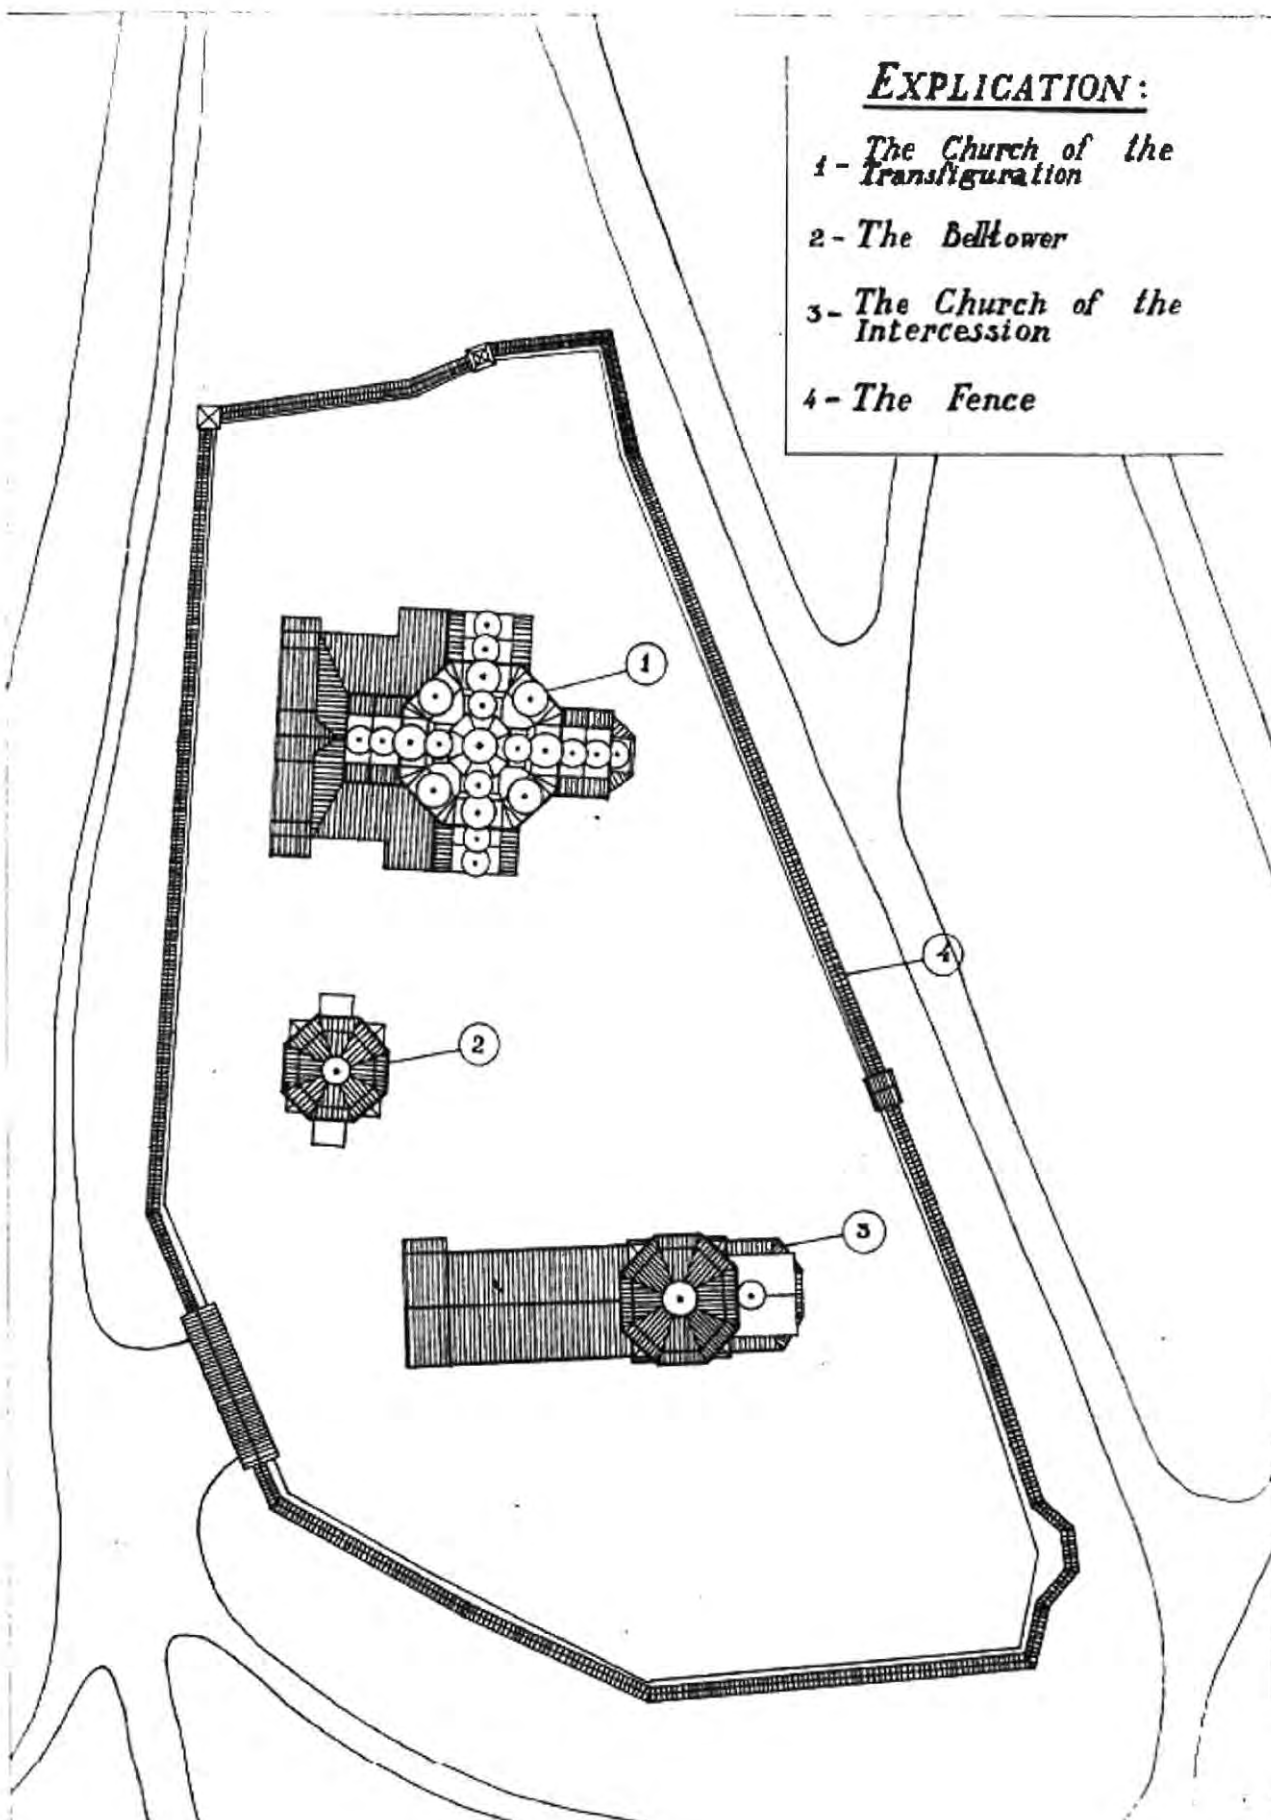 EXPLICATION:
1 - The Church of the
Transfiguration
2 - The Belltower
3 - The Church of the
Intercession
4 - The Fence
1
4
2
3